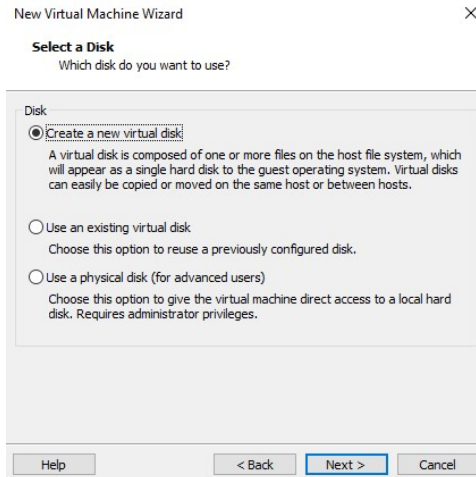 New Virtual Machine Wizard
Select a Disk
Which disk do you want to use?
Disk
Create a new virtual disk
A virtual disk is composed of one or more files on the host file system, which
will appear as a single hard disk to the guest operating system. Virtual disks
can easily be copied or moved on the same host or between hosts.
Use an existing virtual disk
Choose this option to reuse a previously configured disk.
Use a physical disk (for advanced users)
Choose this option to give the virtual machine direct access to a local hard
disk. Requires administrator privileges.
Help < Back Next > Cancel